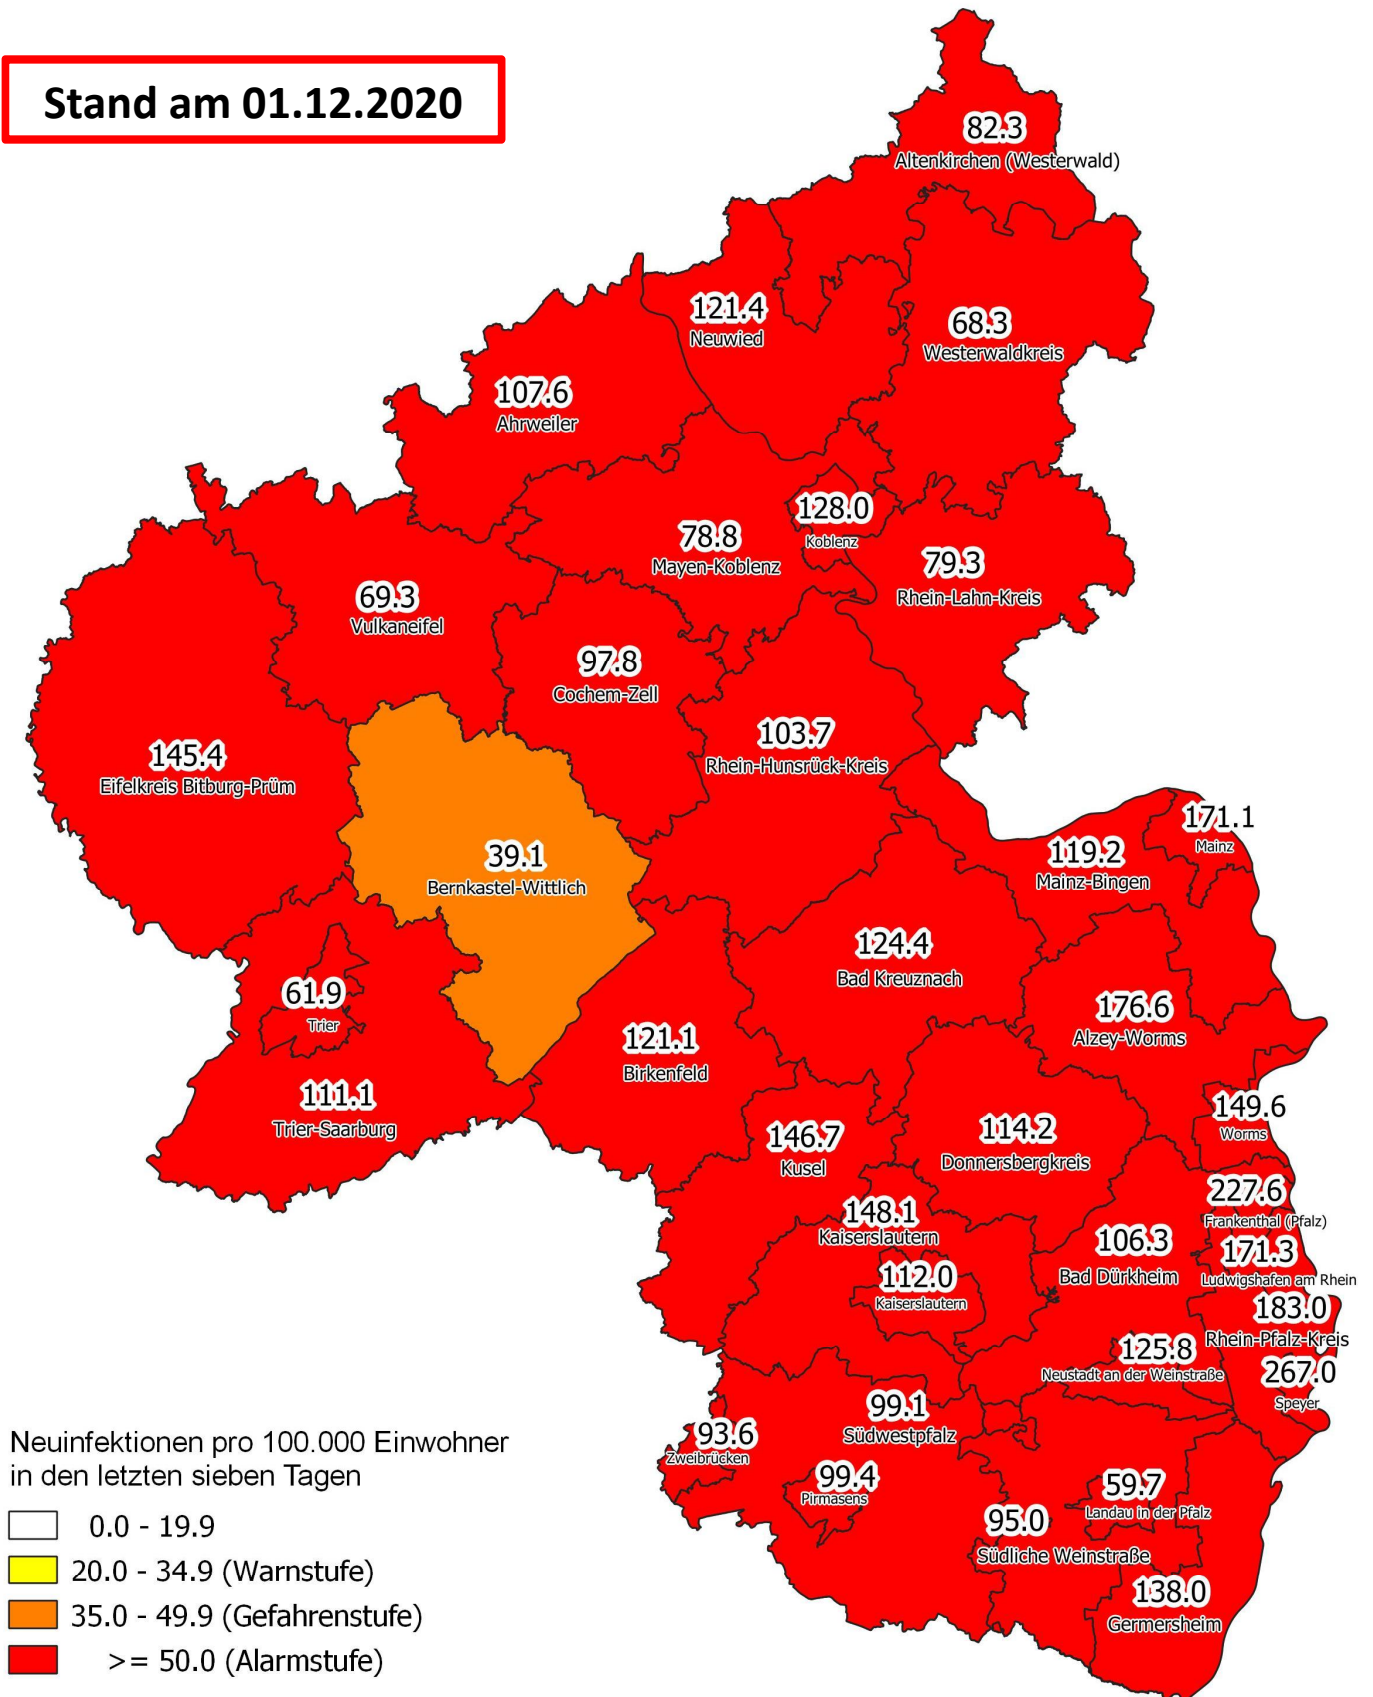 Stand am 01.12.2020
82.3
Altenkirchen (Westerwald)
121.4
Neuwied
68.3
Westerwaldkreis
107.6
Ahrweiler
128.0
Koblenz
78.8
Mayen-Koblenz
79.3
Rhein-Lahn-Kreis
69.3
Vulkaneifel
97.8
Cochem-Zell
103.7
Rhein-Hunsrück-Kreis
145.4
Eifelkreis Bitburg-Prüm
171.1
Mainz
119.2
Mainz-Bingen
39.1
Bernkastel-Wittlich
124.4
Bad Kreuznach
61.9
Trier
176.6
Alzey-Worms
121.1
Birkenfeld
111.1
Trier-Saarburg
149.6
Worms
146.7
Kusel
114.2
Donnersbergkreis
227.6
Frankenthal (Pfalz)
148.1
Kaiserslautern
106.3
Bad Dürkheim
171.3
Ludwigshafen am Rhein
112.0
Kaiserslautern
183.0
Rhein-Pfalz-Kreis
125.8
Neustadt an der Weinstraße
267.0
Speyer
99.1
Südwestpfalz
93.6
Zweibrücken
99.4
Pirmasens
59.7
Landau in der Pfalz
95.0
Südliche Weinstraße
138.0
Germersheim
Neuinfektionen pro 100.000 Einwohner
in den letzten sieben Tagen
0.0 - 19.9
20.0 - 34.9 (Warnstufe)
35.0 - 49.9 (Gefahrenstufe)
>= 50.0 (Alarmstufe)